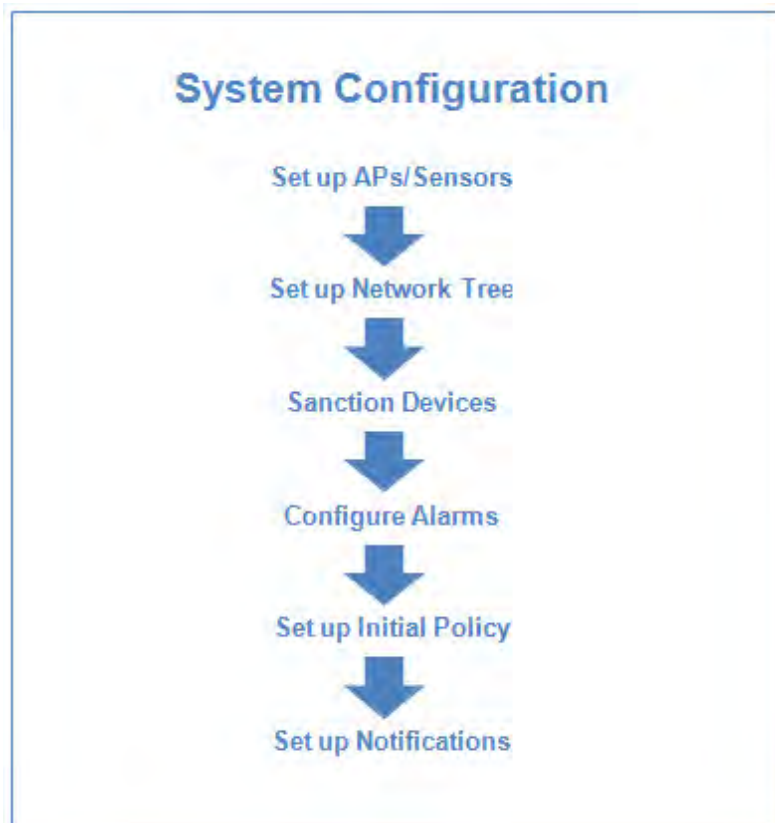 System Configuration
Set up APs/Sensors
Set up Network Tree
Sanction Devices
Configure Alarms
Set up Initial Policy
Set up Notifications